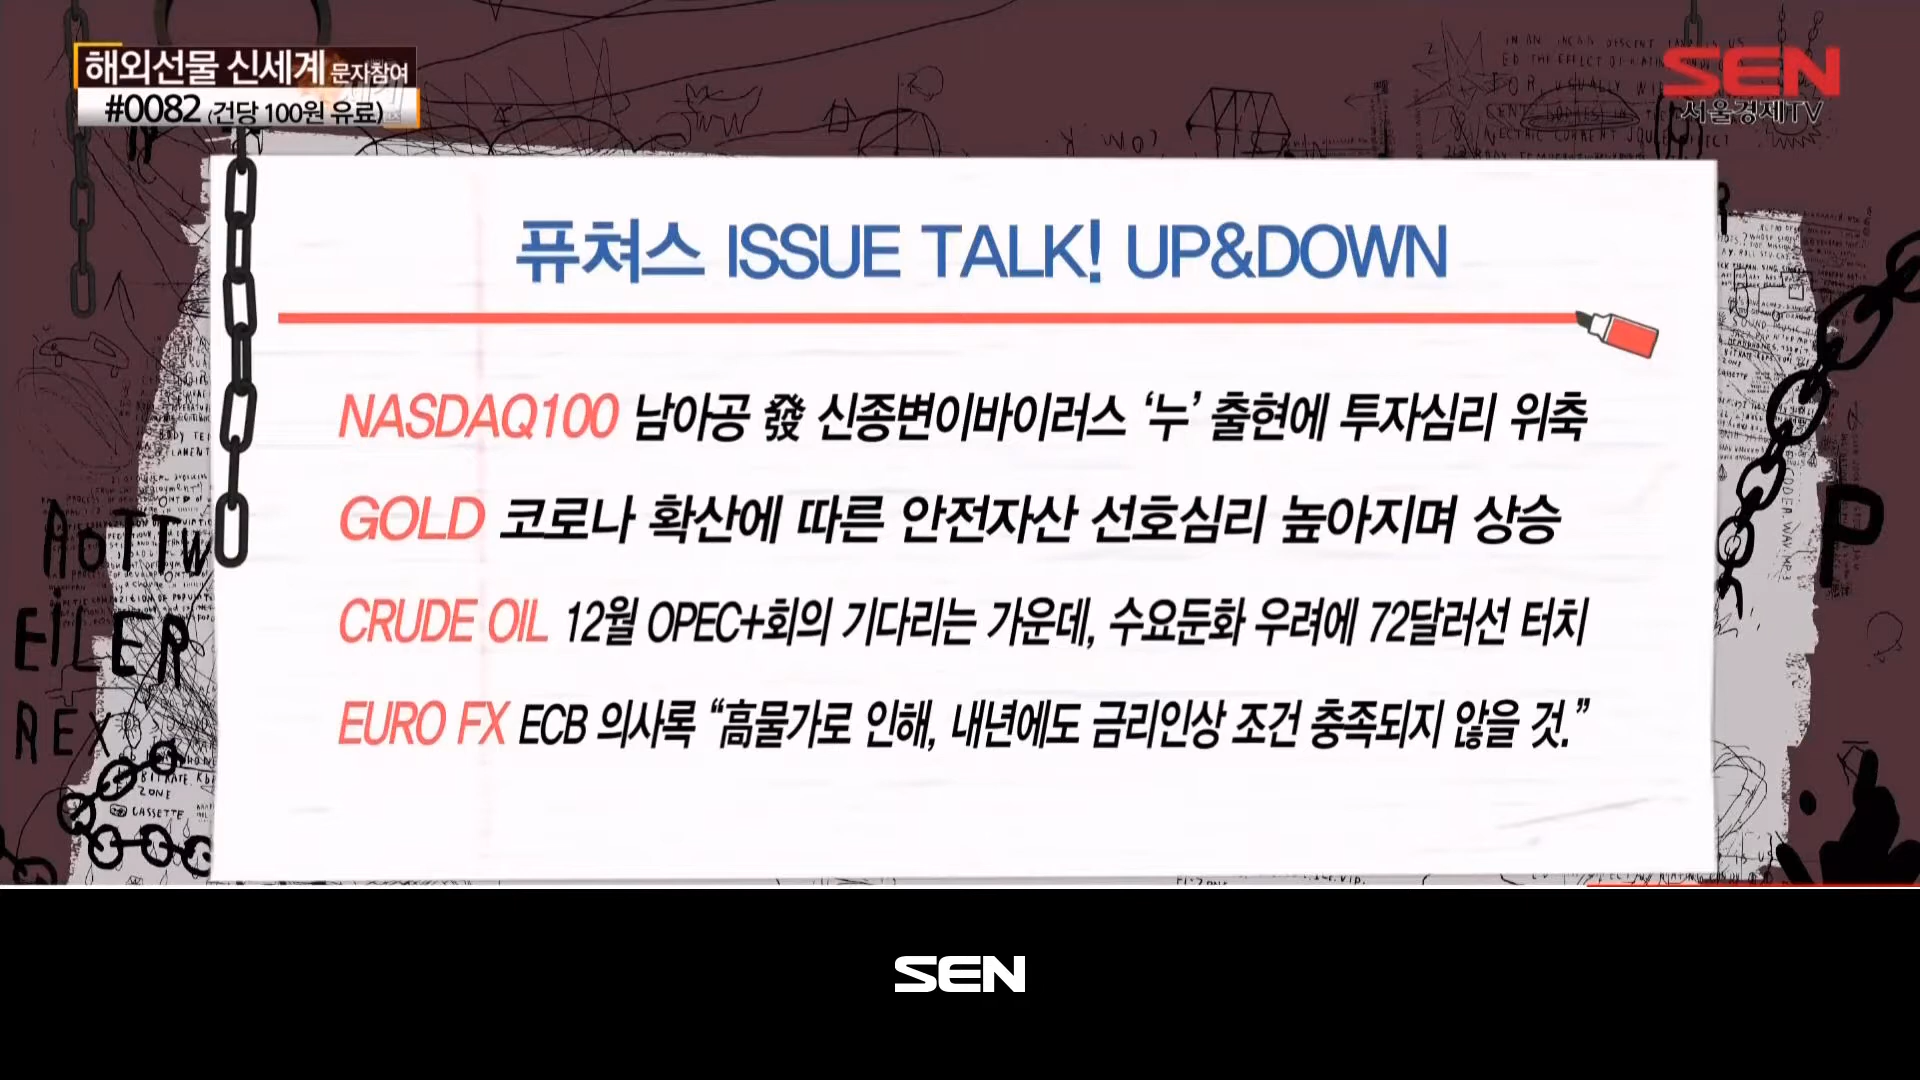 해외선물 신세계 문자참여
#0082 (건당 100원 유료)
SEN
서울경제TV
퓨쳐스 ISSUE TALK! UP&DOWN
NASDAQ100 남아공 發 신종변이바이러스 ‘누’ 출현에 투자심리 위축
GOLD 코로나 확산에 따른 안전자산 선호심리 높아지며 상승
CRUDE OIL 12월 OPEC+회의 기다리는 가운데, 수요둔화 우려에 72달러선 터치
EURO FX ECB 의사록 “高물가로 인해, 내년에도 금리인상 조건 충족되지 않을 것.”
ROTTW
EILER
REX
ZONE
CASSETTE
P
SEN